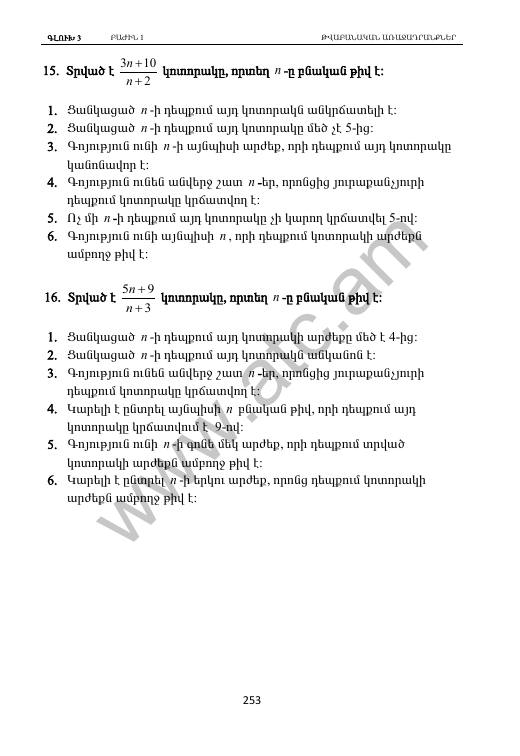 ԳԼՈՒԽ 3 ԲԱԺԻՆ 1 ԹՎԱԲԱՆԱԿԱՆ ԱՌԱՋԱԴՐԱՆՔՆԵՐ
15. Տրված է (3n+10)/(n+2) կոտորակը, որտեղ n -ը բնական թիվ է:
1. Ցանկացած n -ի դեպքում այդ կոտորակն անկրճատելի է:
2. Ցանկացած n -ի դեպքում այդ կոտորակը մեծ չէ 5-ից:
3. Գոյություն ունի n -ի այնպիսի արժեք, որի դեպքում այդ կոտորակը
կանոնավոր է:
4. Գոյություն ունեն անվերջ շատ n -եր, որոնցից յուրաքանչյուրի
դեպքում կոտորակը կրճատվող է:
5. Ոչ մի n -ի դեպքում այդ կոտորակը չի կարող կրճատվել 5-ով:
6. Գոյություն ունի այնպիսի n , որի դեպքում կոտորակի արժեքն
ամբողջ թիվ է:
16. Տրված է (5n+9)/(n+3) կոտորակը, որտեղ n -ը բնական թիվ է:
1. Ցանկացած n -ի դեպքում այդ կոտորակի արժեքը մեծ է 4-ից:
2. Ցանկացած n -ի դեպքում այդ կոտորակն անկանոն է:
3. Գոյություն ունեն անվերջ շատ n -եր, որոնցից յուրաքանչյուրի
դեպքում կոտորակը կրճատվող է:
4. Կարելի է ընտրել այնպիսի n բնական թիվ, որի դեպքում այդ
կոտորակը կրճատվում է 9-ով:
5. Գոյություն ունի n -ի գոնե մեկ արժեք, որի դեպքում տրված
կոտորակի արժեքն ամբողջ թիվ է:
6. Կարելի է ընտրել n -ի երկու արժեք, որոնց դեպքում կոտորակի
արժեքն ամբողջ թիվ է:
www.atc.am
253